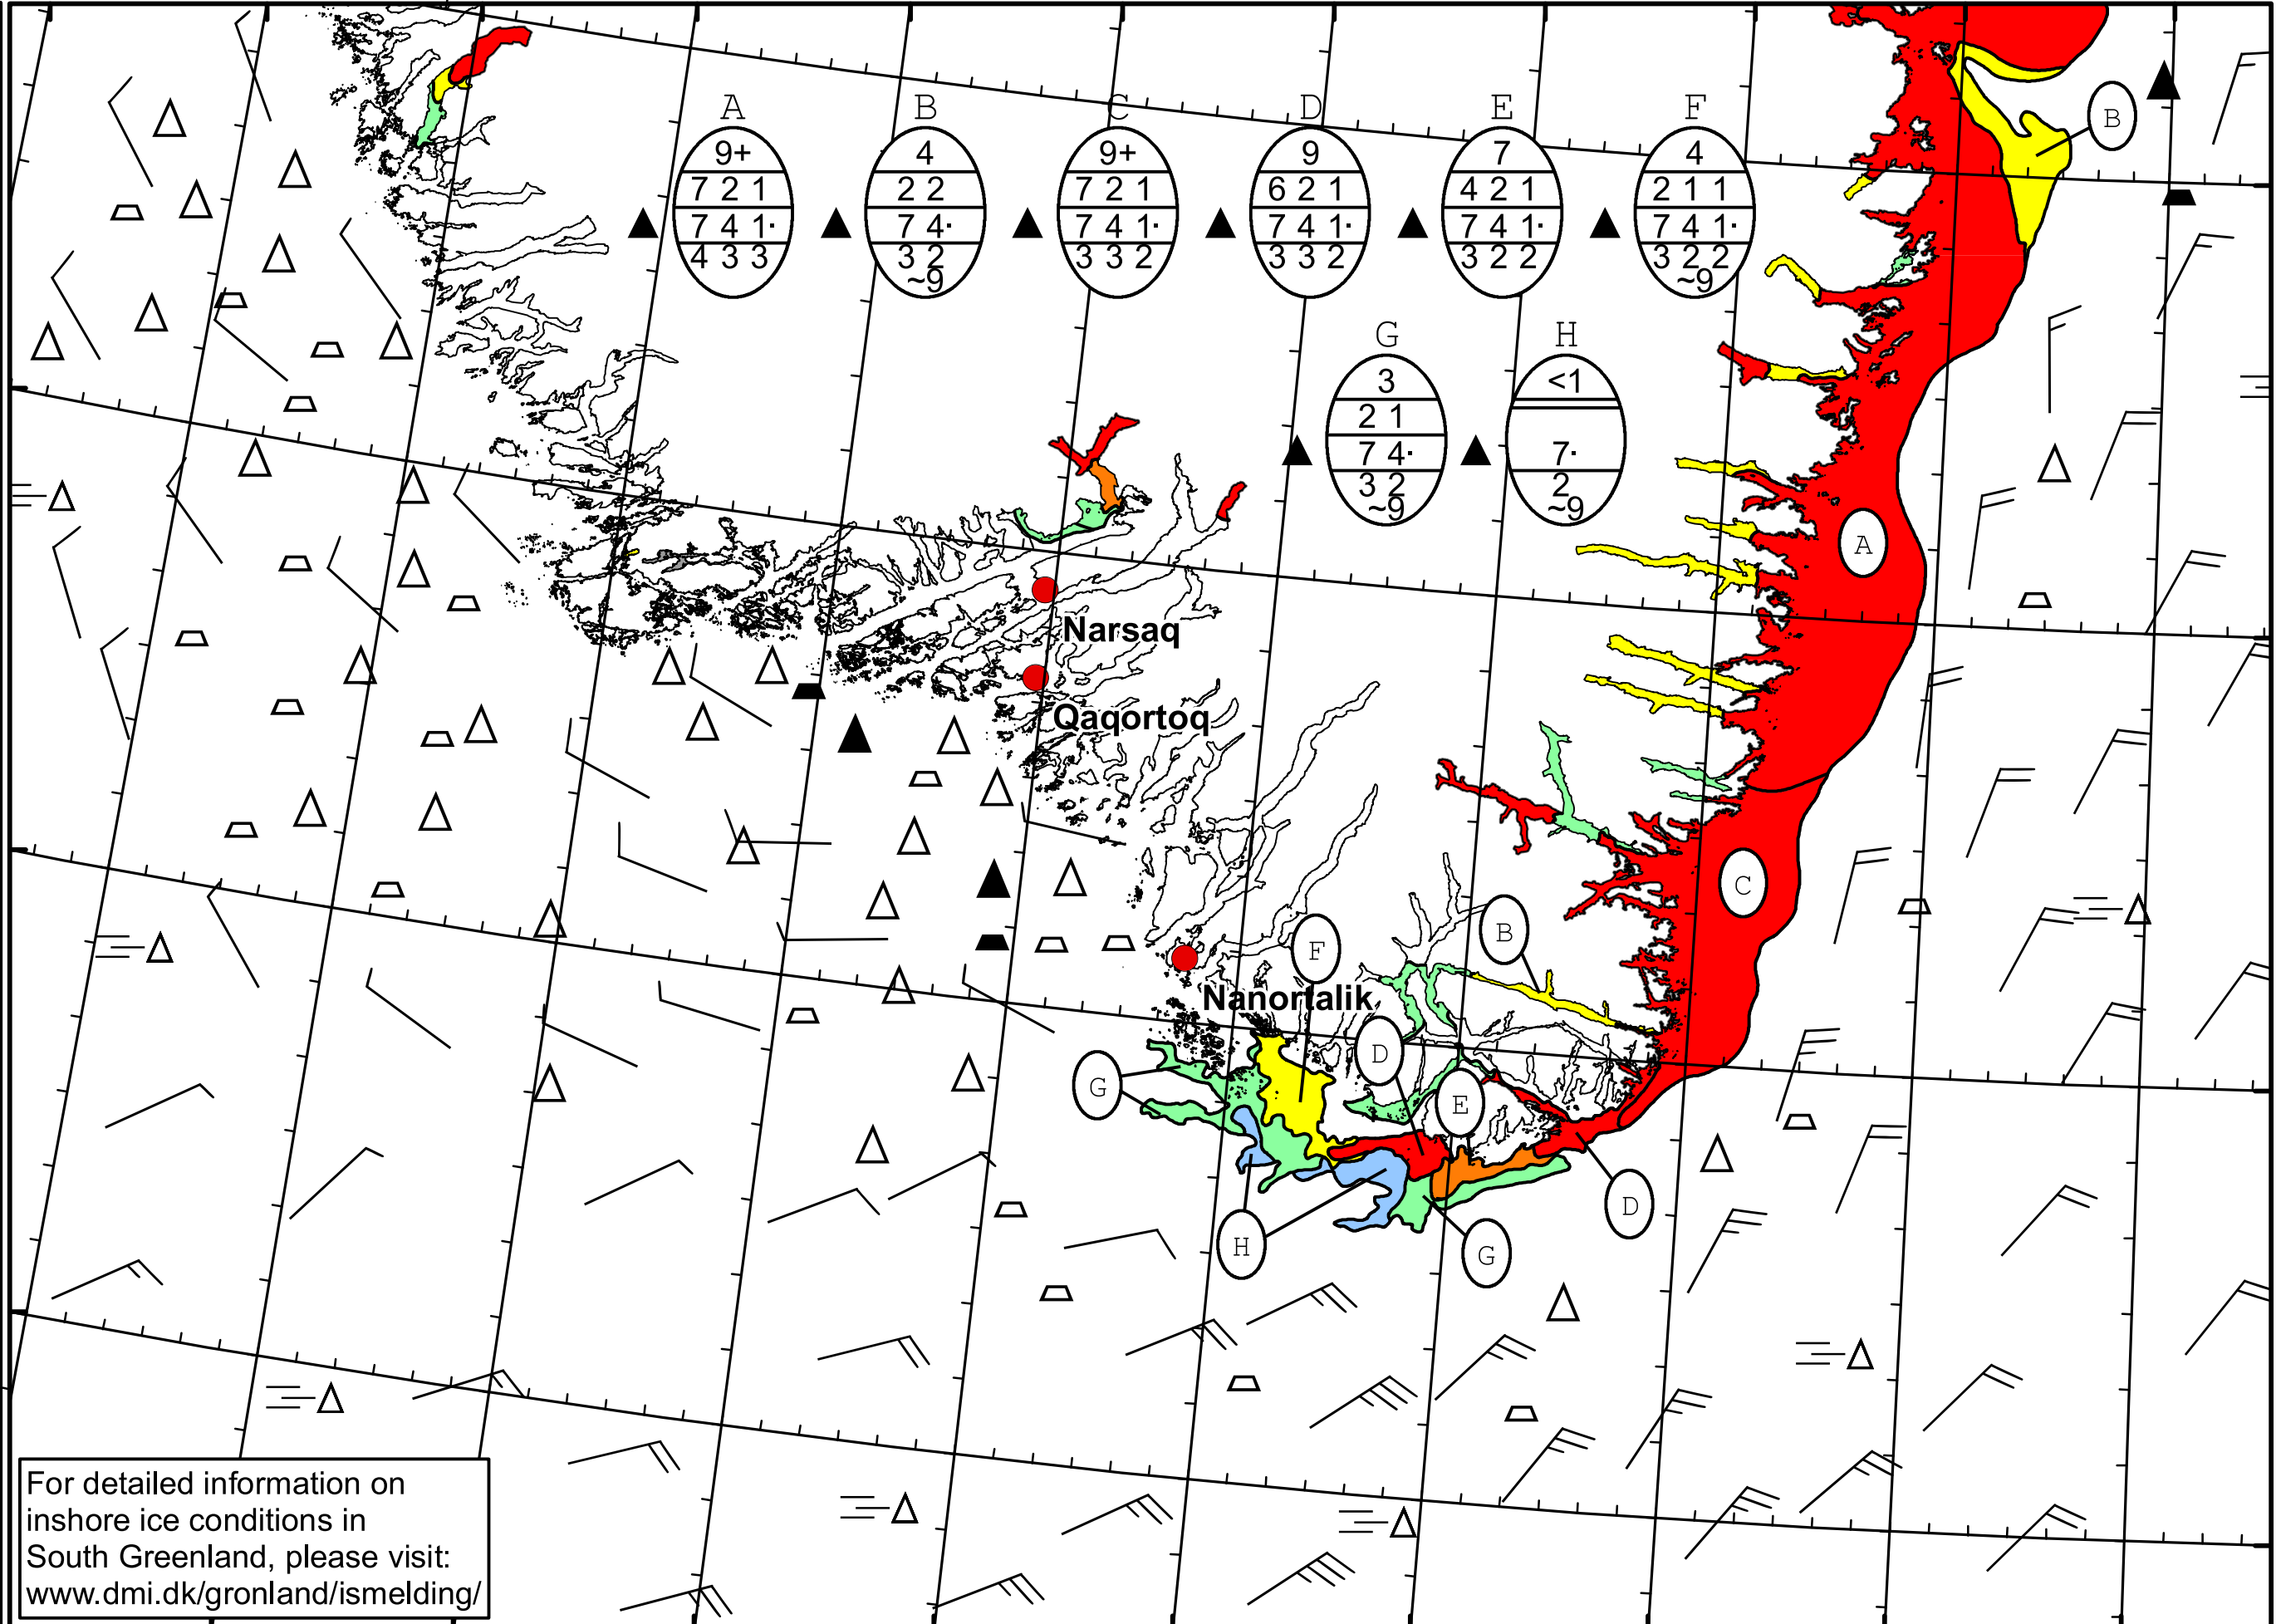 A B C D E F
9+ 4 9+ 9 7 4
7 2 1 2 2 7 2 1 6 2 1 4 2 1 2 1 1
7 4 1· 7 4· 7 4 1· 7 4 1· 7 4 1· 7 4 1·
4 3 3 3 2 3 3 2 3 3 2 3 2 2 3 2 2
~9 ~9
B
G H
3 <1
2 1
7 4· 7·
3 2 2
~9 ~9
A
Narsaq
Qaqortoq
C
B
F
Nanortalik
D
G
E
D
H
G
For detailed information on
inshore ice conditions in
South Greenland, please visit:
www.dmi.dk/gronland/ismelding/